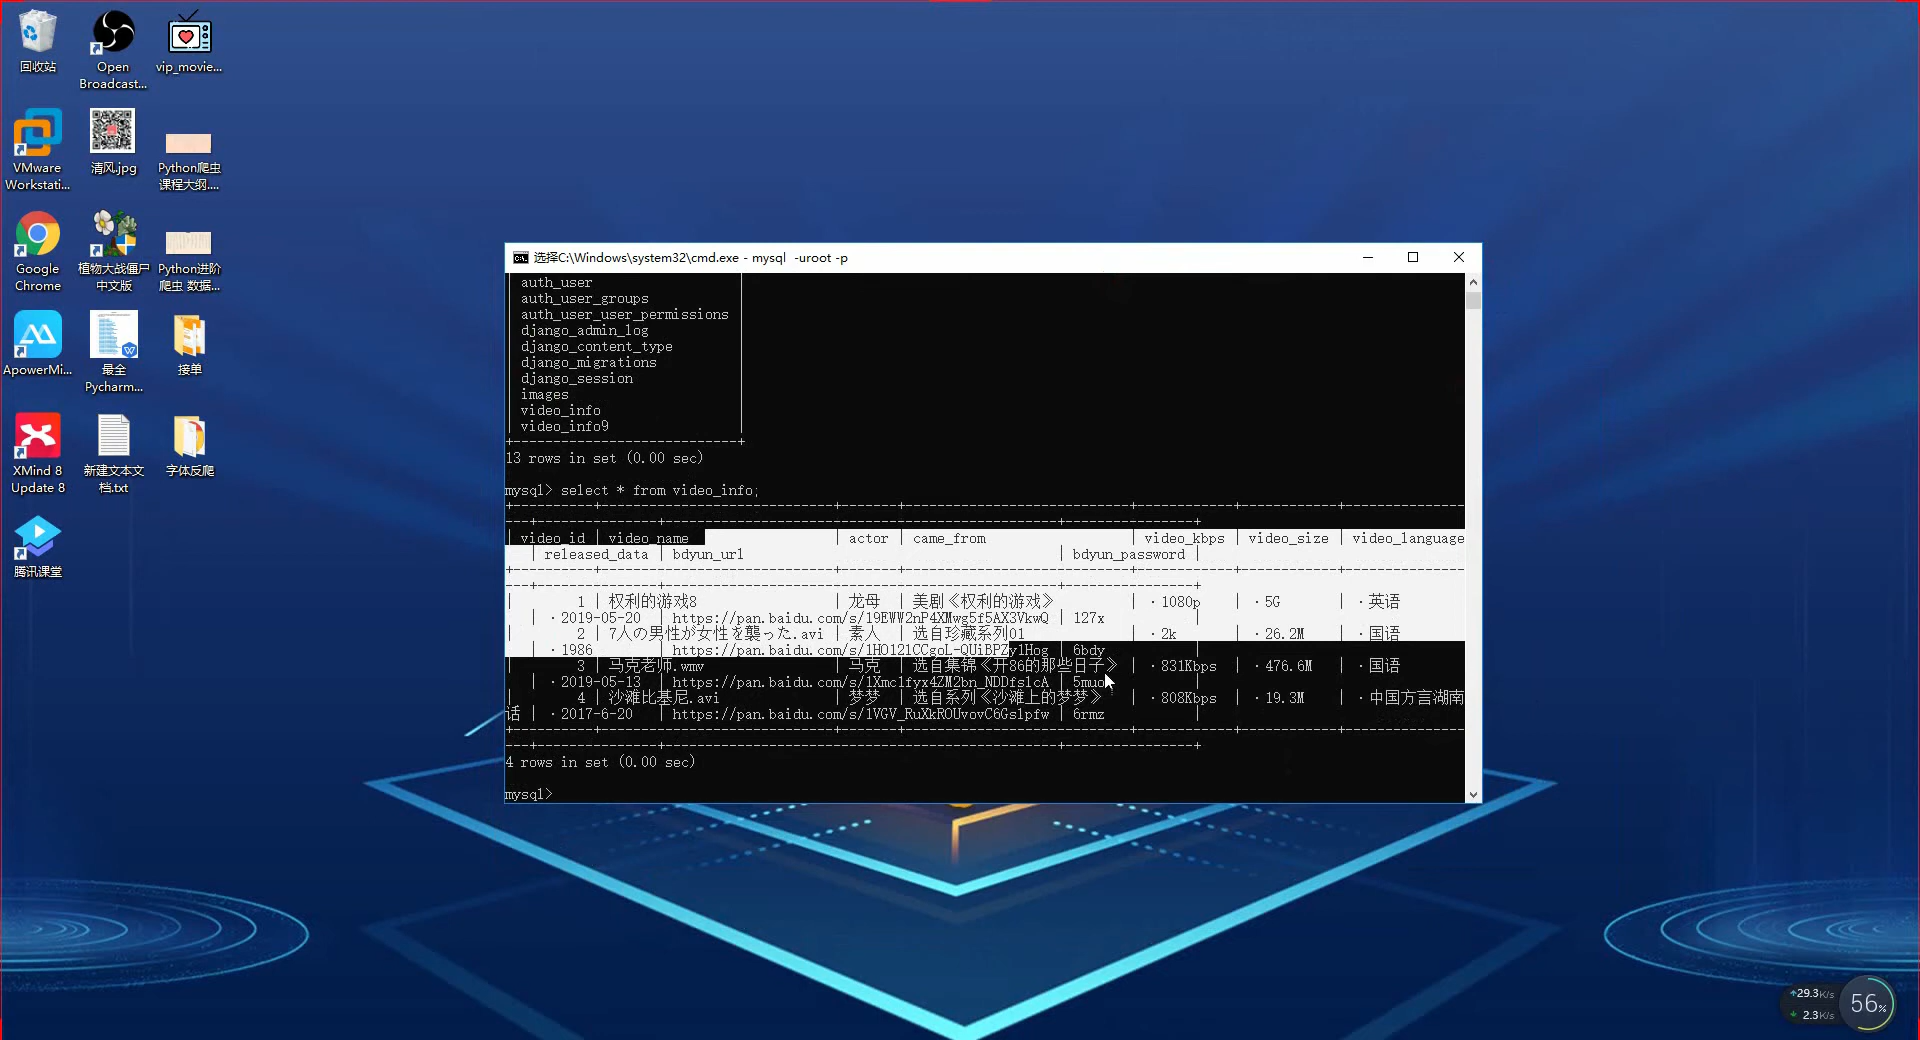 回收站
Open
Broadcast...
vip_movie...
VMware
Workstati...
清风.jpg
Python爬虫
课程大纲....
Google
Chrome
植物大战僵尸
中文版
Python进阶
爬虫 数据...
ApowerMi...
最全
Pycharm...
接单
XMind 8
Update 8
新建文本文
档.txt
字体反爬
腾讯课堂
选择C:\Windows\system32\cmd.exe - mysql  -uroot -p
| auth_user |
| auth_user_groups |
| auth_user_user_permissions |
| django_admin_log |
| django_content_type |
| django_migrations |
| django_session |
| images |
| video_info |
| video_info9 |
13 rows in set (0.00 sec)
mysql> select * from video_info;
| video_id | video_name | actor | came_from | video_kbps | video_size | video_language
| released_data | bdyun_url | bdyun_password |
| 1 | 权利的游戏8 | 龙母 | 美剧《权利的游戏》 | ·1080p | ·5G | ·英语
| ·2019-05-20 | https://pan.baidu.com/s/19EWW2nP4XMwg5f5AX3VkwQ | 127x |
| 2 | 7人の男性が女性を襲った.avi | 素人 | 选自珍藏系列01 | ·2k | ·26.2M | ·国语
| ·1986 | https://pan.baidu.com/s/1HO121CCgoL-QUiBPZy1Hog | 6bdy |
| 3 | 马克老师.wmv | 马克 | 选自集锦《开86的那些日子》 | ·831Kbps | ·476.6M | ·国语
| ·2019-05-13 | https://pan.baidu.com/s/1Xmclfyx4ZM2bn_NDDfs1cA | 5muo |
| 4 | 沙滩比基尼.avi | 梦梦 | 选自系列《沙滩上的梦梦》 | ·808Kbps | ·19.3M | ·中国方言湖南
话 | ·2017-6-20 | https://pan.baidu.com/s/1VGV_RuXkROUvovC6Gs1pfw | 6rmz |
4 rows in set (0.00 sec)
mysql>
29.3K/s
2.3K/s
56%